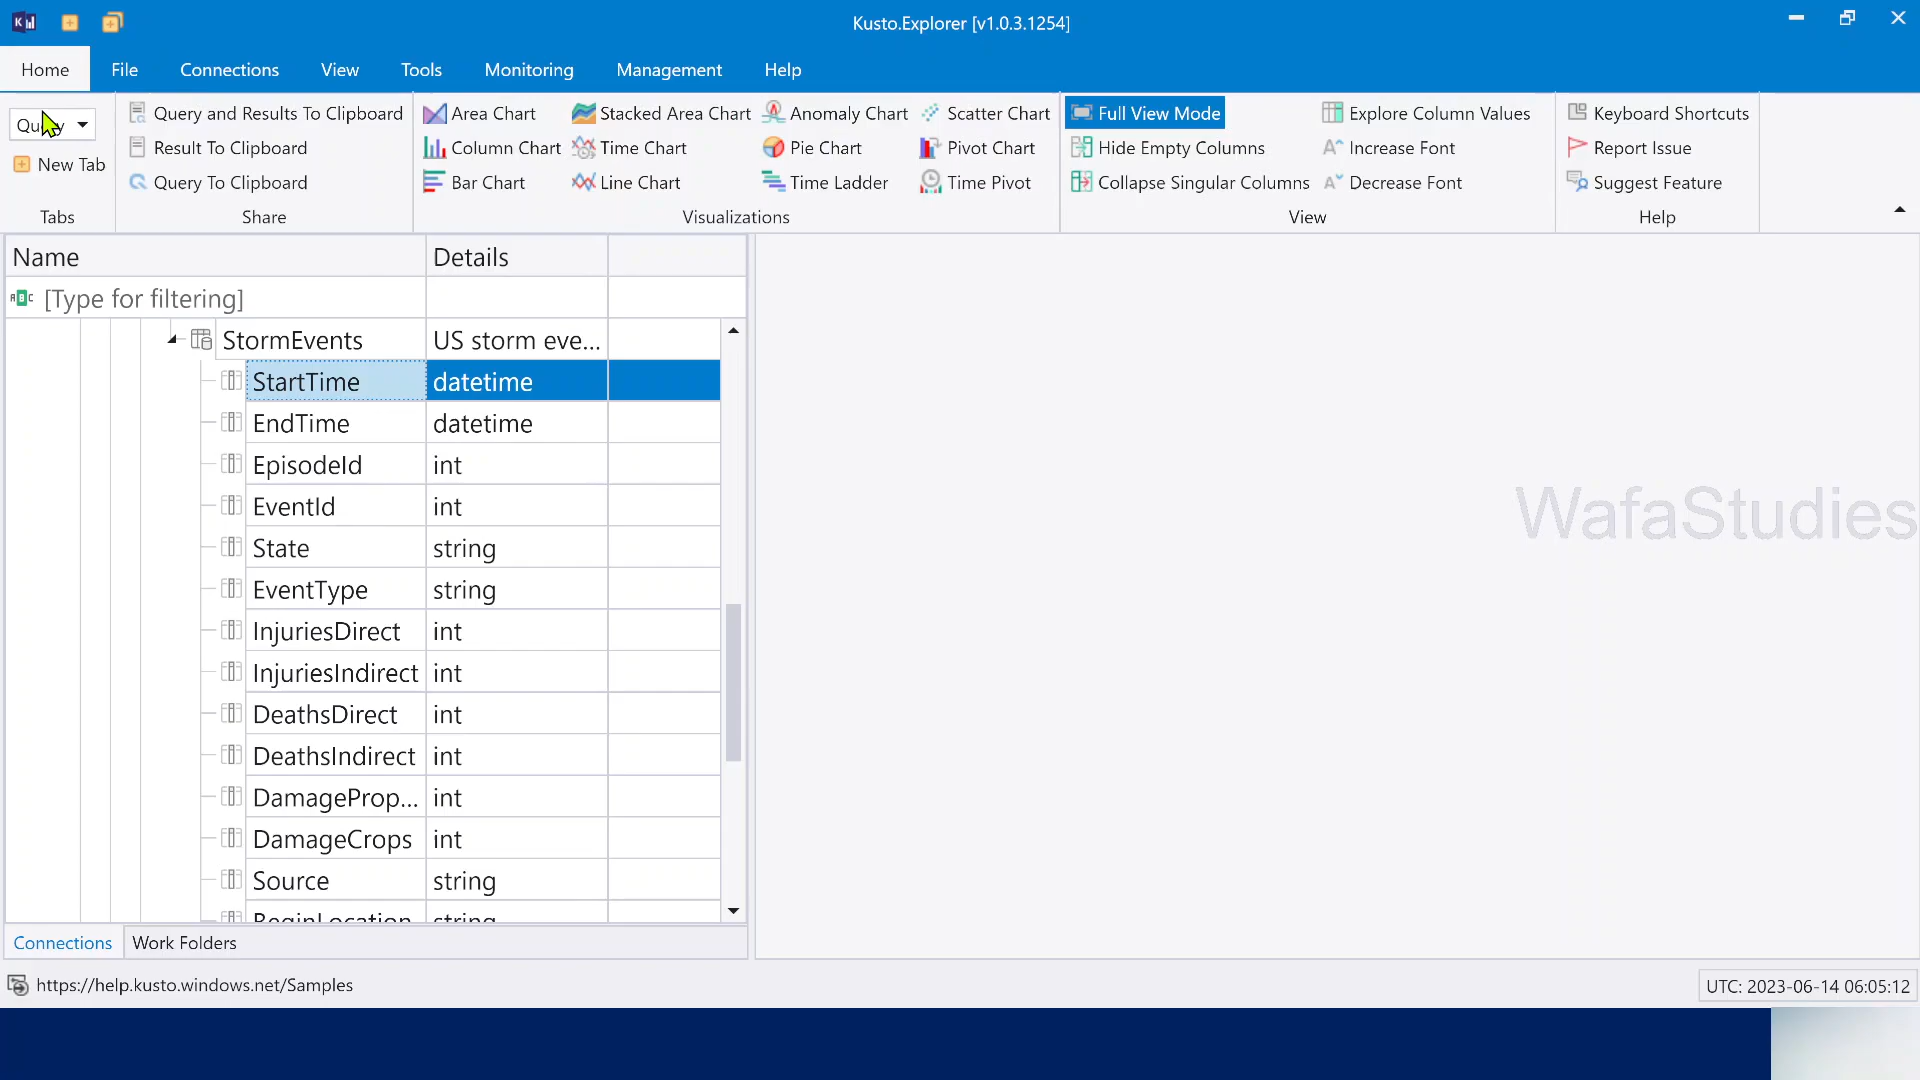 Kusto.Explorer [v1.0.3.1254]
Home File Connections View Tools Monitoring Management Help
New Tab
Tabs
Query and Results To Clipboard
Result To Clipboard
Query To Clipboard
Share
Area Chart Stacked Area Chart Anomaly Chart Scatter Chart
Column Chart Time Chart Pie Chart Pivot Chart
Bar Chart Line Chart Time Ladder Time Pivot
Visualizations
Full View Mode Explore Column Values
Hide Empty Columns Increase Font
Collapse Singular Columns Decrease Font
View
Keyboard Shortcuts
Report Issue
Suggest Feature
Help
Name Details
[Type for filtering]
StormEvents US storm eve...
StartTime datetime
EndTime datetime
EpisodeId int
EventId int
State string
EventType string
InjuriesDirect int
InjuriesIndirect int
DeathsDirect int
DeathsIndirect int
DamageProp... int
DamageCrops int
Source string
BeginLocation string
WafaStudies
Connections Work Folders
https://help.kusto.windows.net/Samples
UTC: 2023-06-14 06:05:12